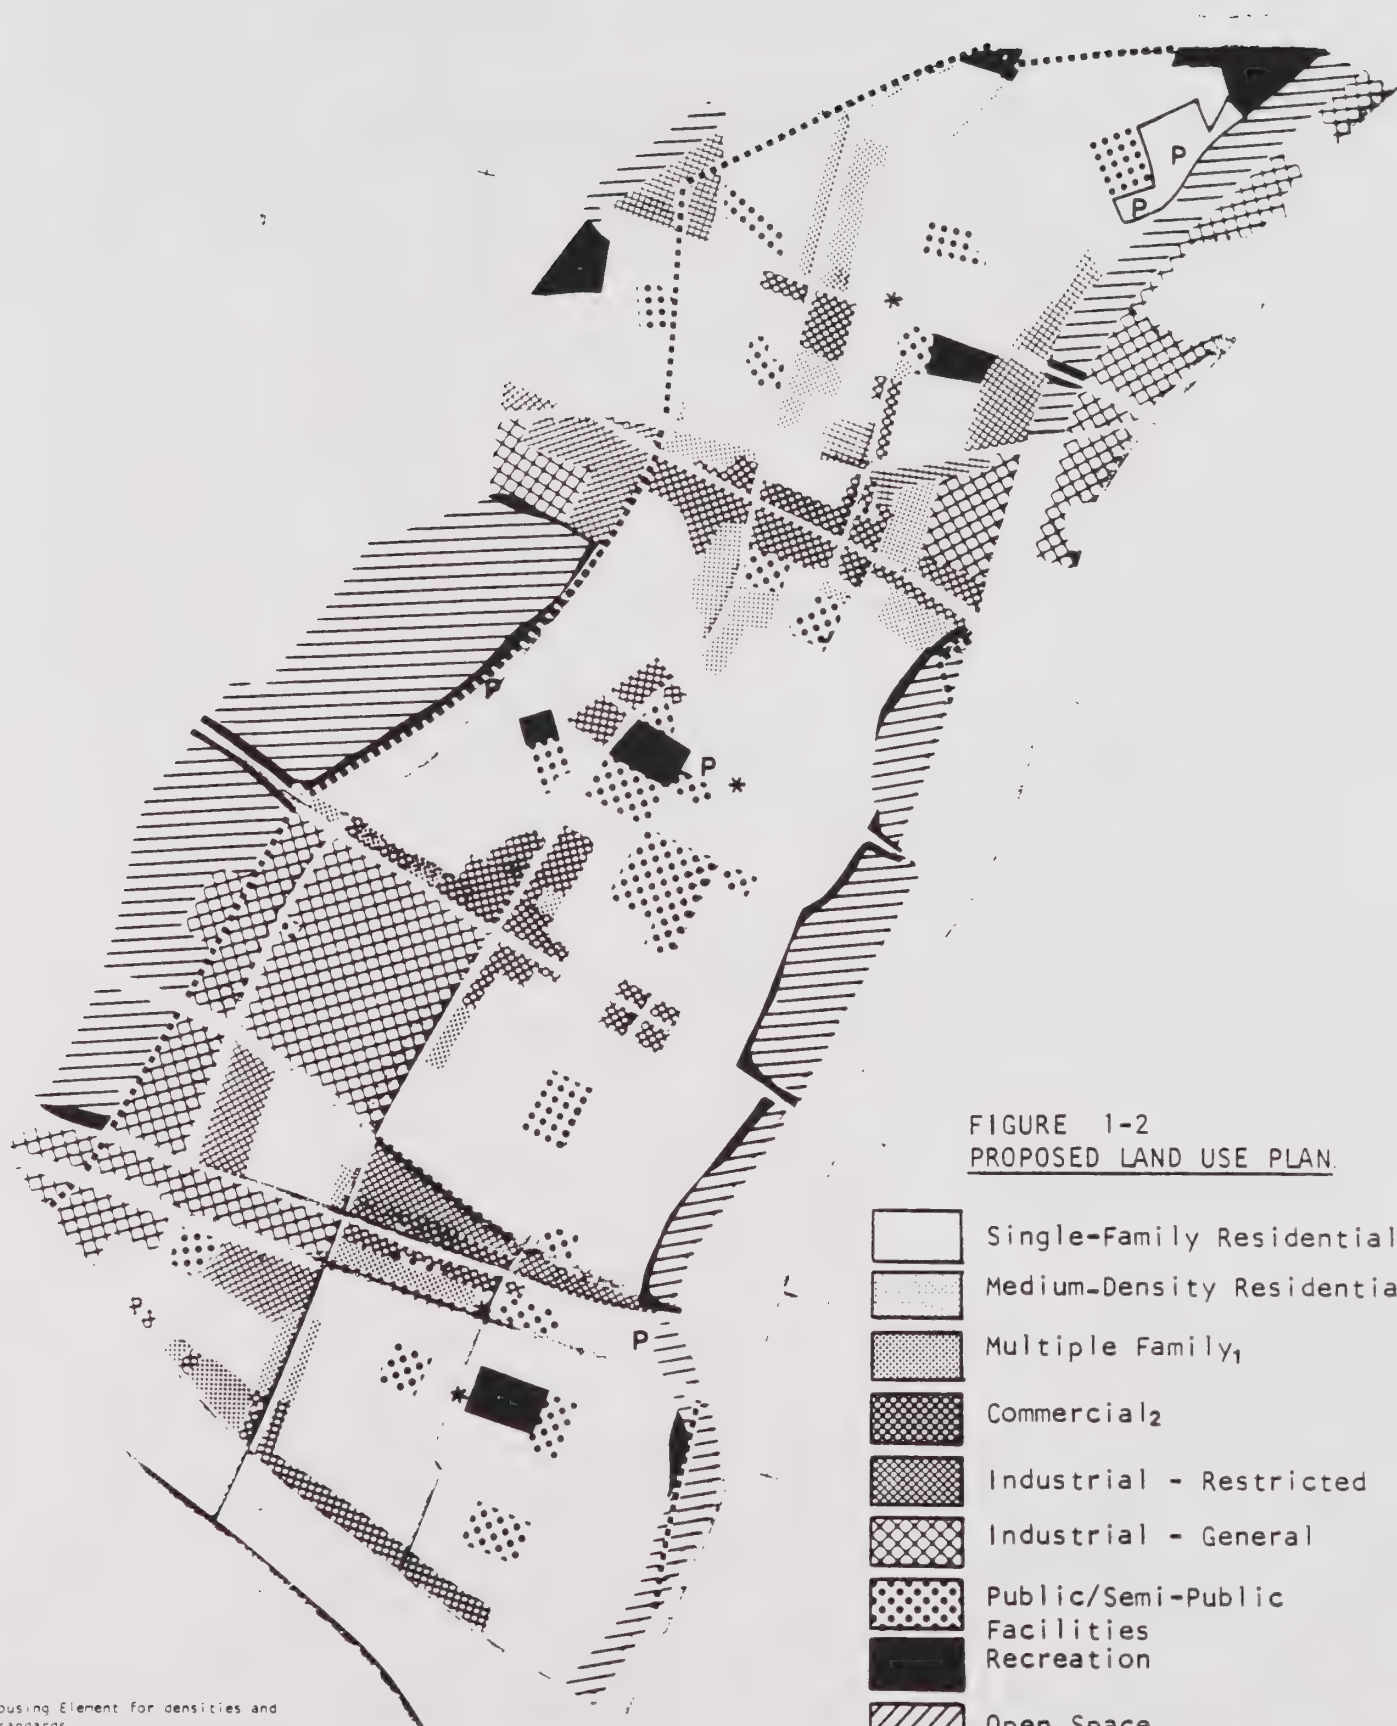 P
P
P
P
FIGURE 1-2
PROPOSED LAND USE PLAN
Single-Family Residential
Medium-Density Residentia
Multiple Family₁
Commercial₂
Industrial - Restricted
Industrial - General
Public/Semi-Public
Facilities
Recreation
Open Space
P
P
ousing Element for densities and